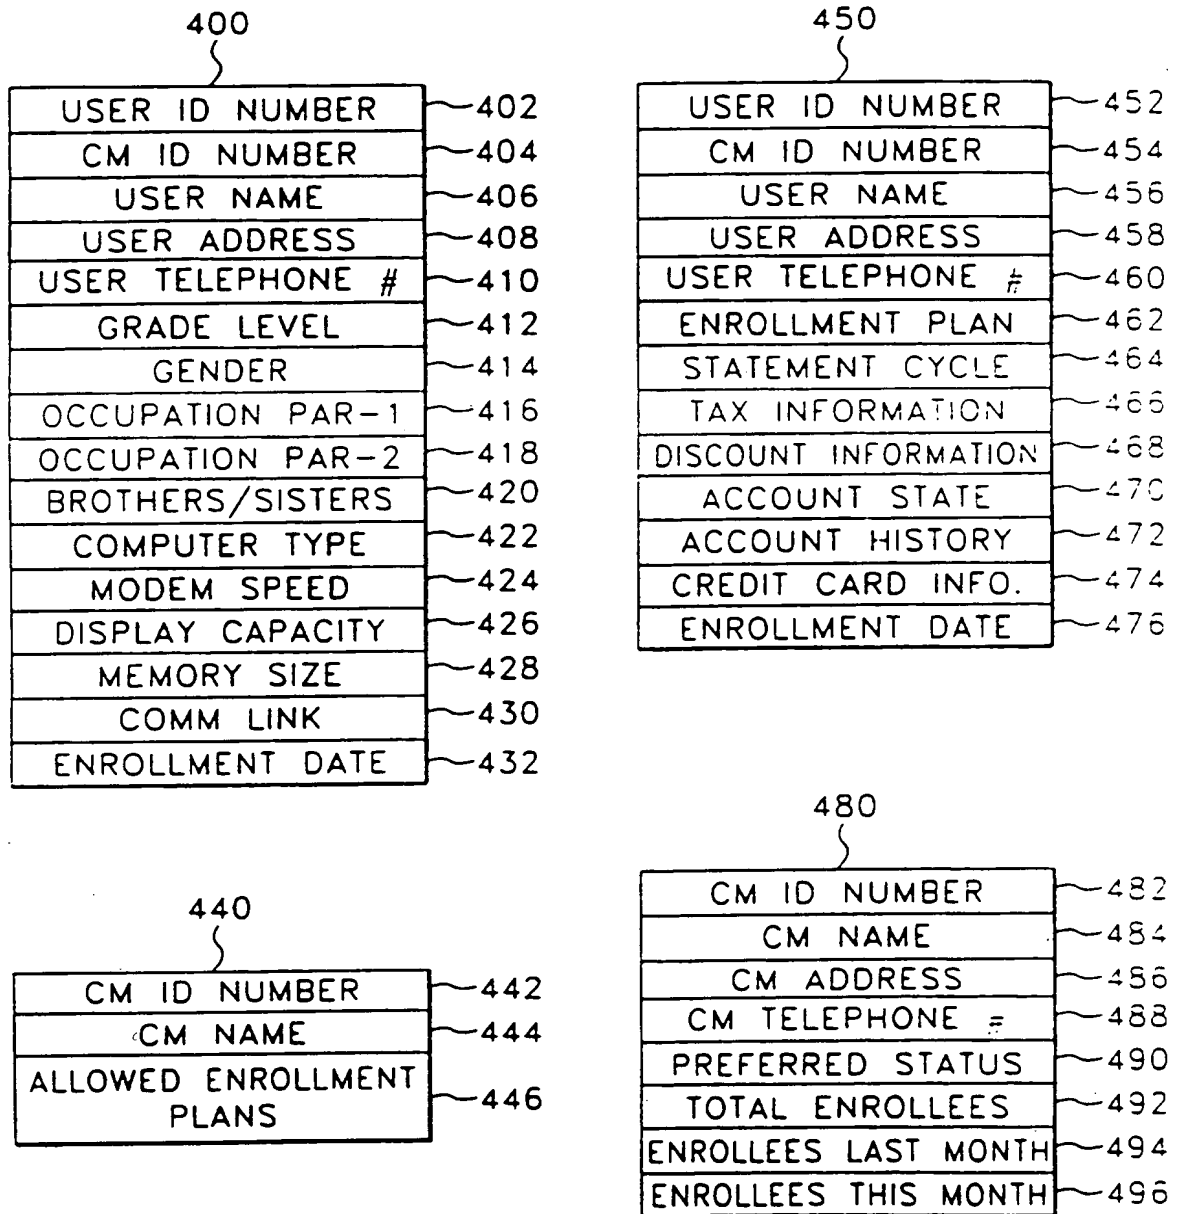 400
USER ID NUMBER 402
CM ID NUMBER 404
USER NAME 406
USER ADDRESS 408
USER TELEPHONE # 410
GRADE LEVEL 412
GENDER 414
OCCUPATION PAR-1 416
OCCUPATION PAR-2 418
BROTHERS/SISTERS 420
COMPUTER TYPE 422
MODEM SPEED 424
DISPLAY CAPACITY 426
MEMORY SIZE 428
COMM LINK 430
ENROLLMENT DATE 432
440
CM ID NUMBER 442
CM NAME 444
ALLOWED ENROLLMENT
PLANS 446
450
USER ID NUMBER 452
CM ID NUMBER 454
USER NAME 456
USER ADDRESS 458
USER TELEPHONE # 460
ENROLLMENT PLAN 462
STATEMENT CYCLE 464
TAX INFORMATION 466
DISCOUNT INFORMATION 468
ACCOUNT STATE 470
ACCOUNT HISTORY 472
CREDIT CARD INFO. 474
ENROLLMENT DATE 476
480
CM ID NUMBER 482
CM NAME 484
CM ADDRESS 486
CM TELEPHONE # 488
PREFERRED STATUS 490
TOTAL ENROLLEES 492
ENROLLEES LAST MONTH 494
ENROLLEES THIS MONTH 496